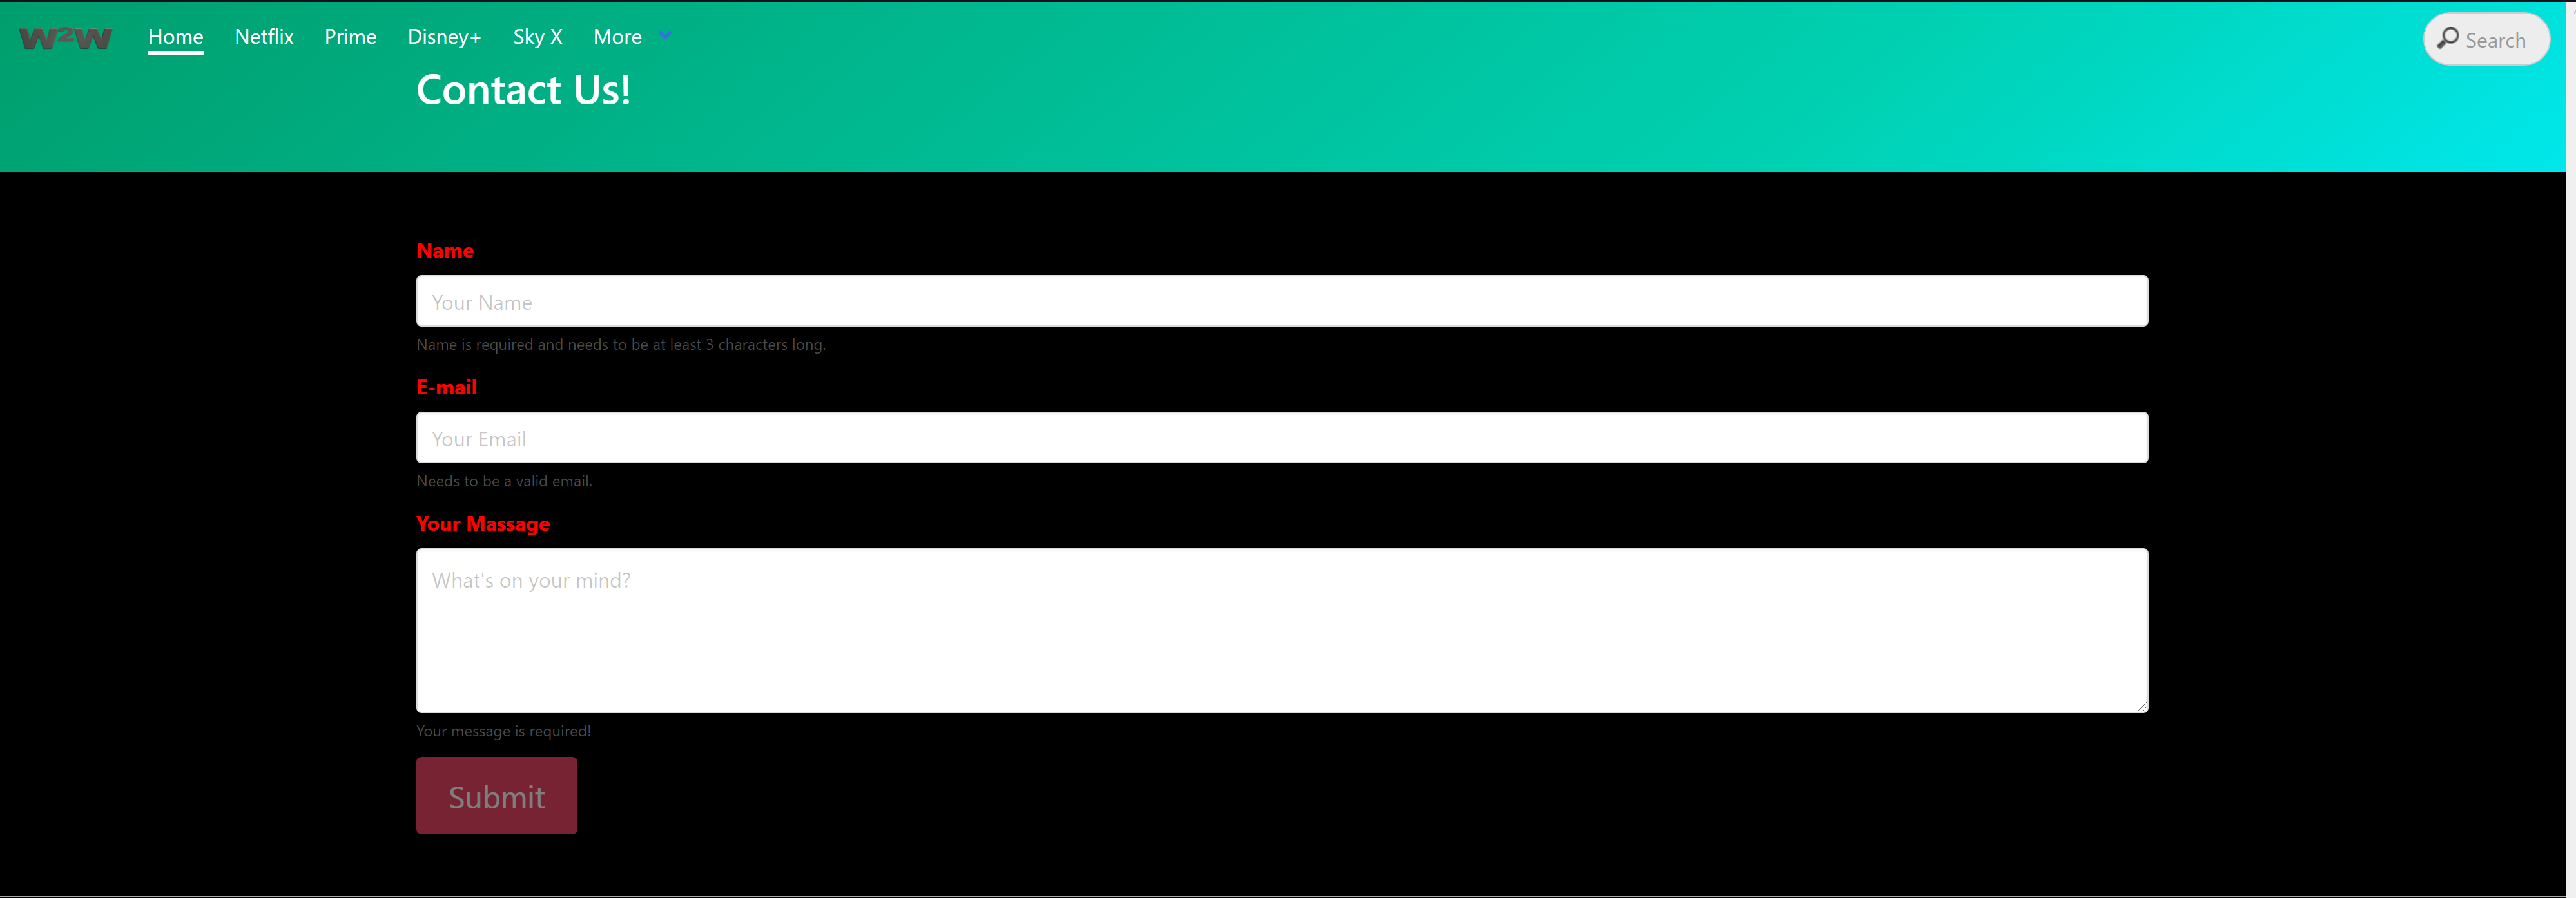 W²W Home Netflix Prime Disney+ Sky X More Search
Contact Us!
Name
Your Name
Name is required and needs to be at least 3 characters long.
E-mail
Your Email
Needs to be a valid email.
Your Massage
What's on your mind?
Your message is required!
Submit